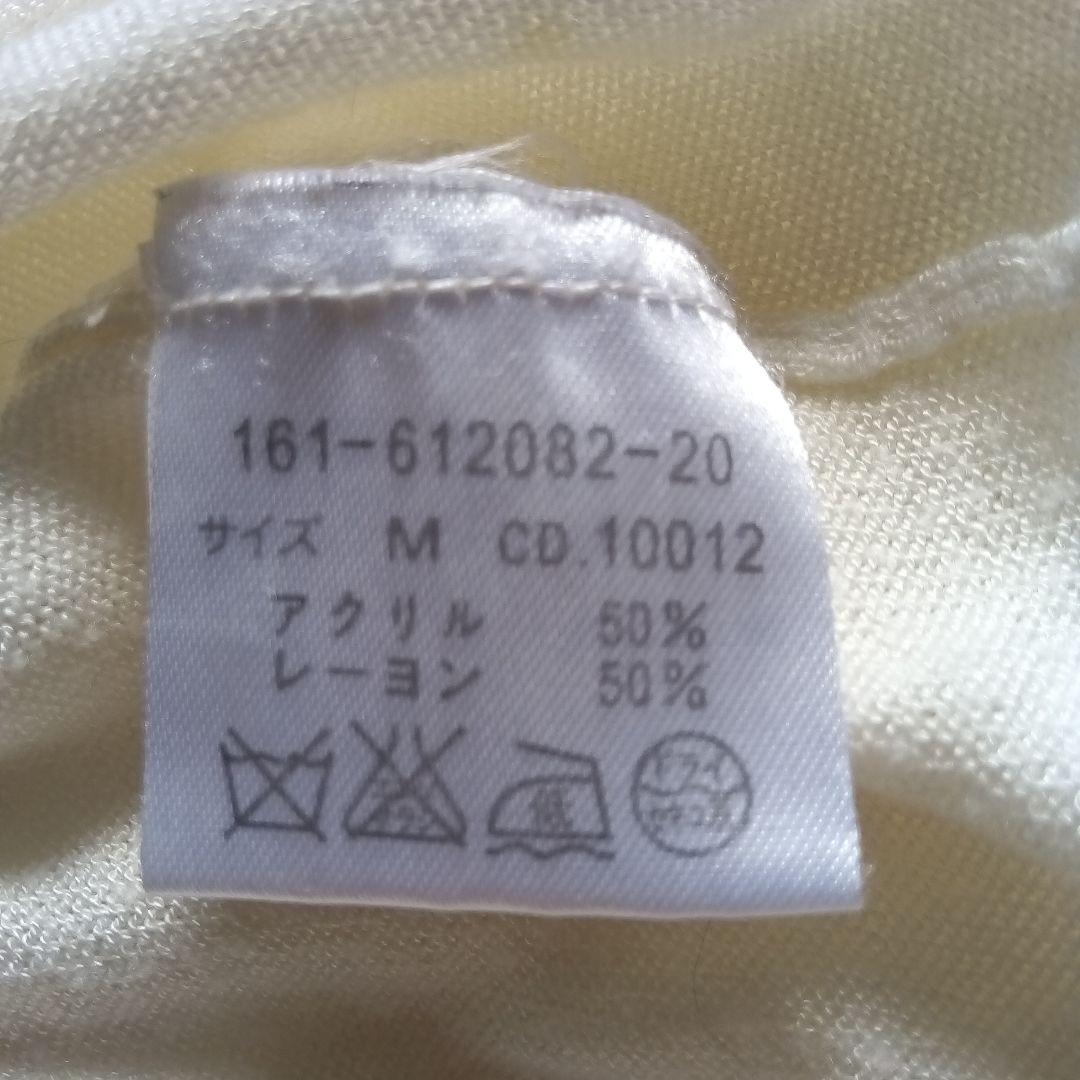 161-612082-20
サイズ M CD.10012
アクリル 50%
レーヨン 50%
低
ドライ